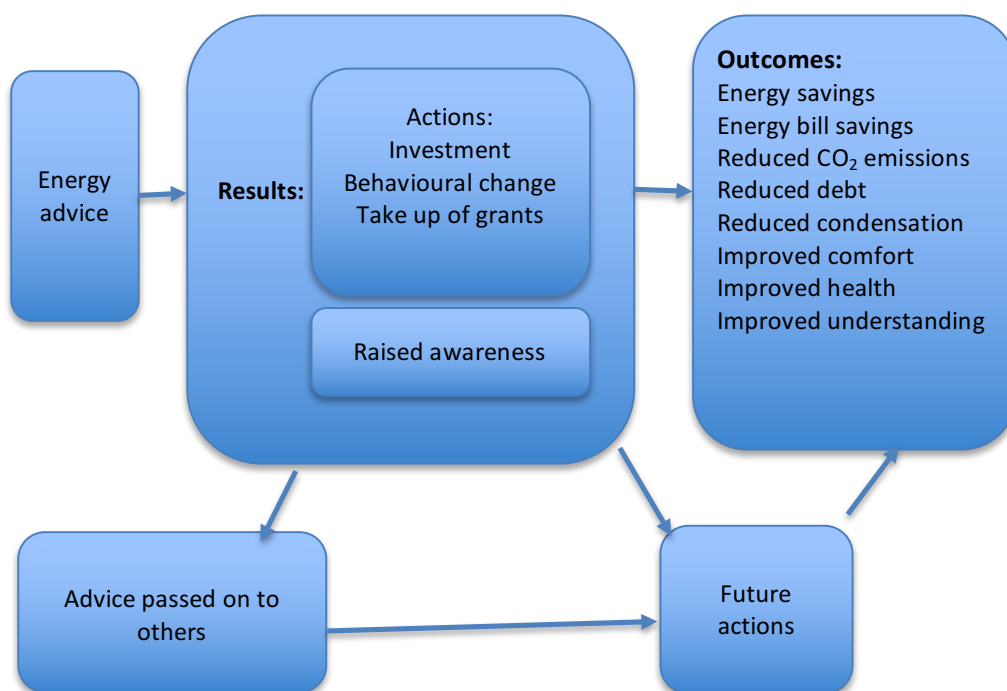 Energy
advice
Results:
Actions:
Investment
Behavioural change
Take up of grants
Raised awareness
Outcomes:
Energy savings
Energy bill savings
Reduced CO₂ emissions
Reduced debt
Reduced condensation
Improved comfort
Improved health
Improved understanding
Advice passed on to
others
Future
actions